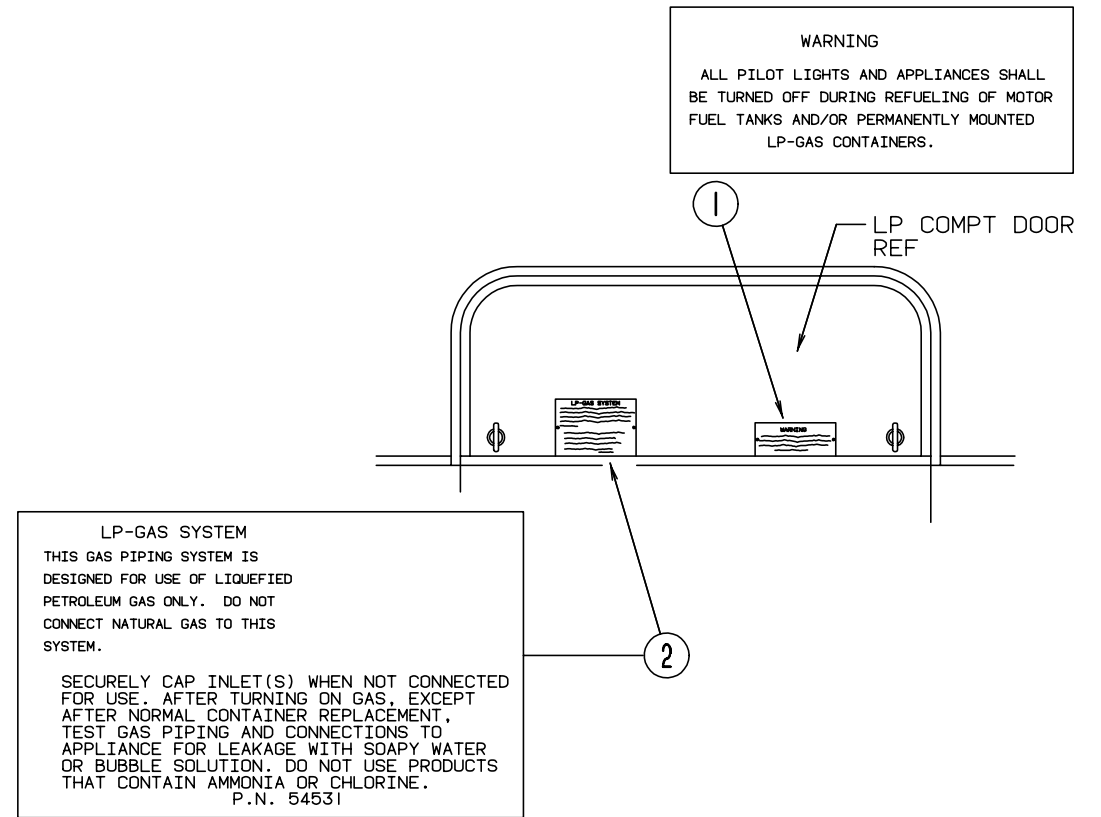 WARNING
ALL PILOT LIGHTS AND APPLIANCES SHALL
BE TURNED OFF DURING REFUELING OF MOTOR
FUEL TANKS AND/OR PERMANENTLY MOUNTED
LP-GAS CONTAINERS.
1
LP COMPT DOOR
REF
LP-GAS SYSTEM
WARNING
LP-GAS SYSTEM
THIS GAS PIPING SYSTEM IS
DESIGNED FOR USE OF LIQUEFIED
PETROLEUM GAS ONLY. DO NOT
CONNECT NATURAL GAS TO THIS
SYSTEM.
SECURELY CAP INLET(S) WHEN NOT CONNECTED
FOR USE. AFTER TURNING ON GAS, EXCEPT
AFTER NORMAL CONTAINER REPLACEMENT,
TEST GAS PIPING AND CONNECTIONS TO
APPLIANCE FOR LEAKAGE WITH SOAPY WATER
OR BUBBLE SOLUTION. DO NOT USE PRODUCTS
THAT CONTAIN AMMONIA OR CHLORINE.
P.N. 54531
2